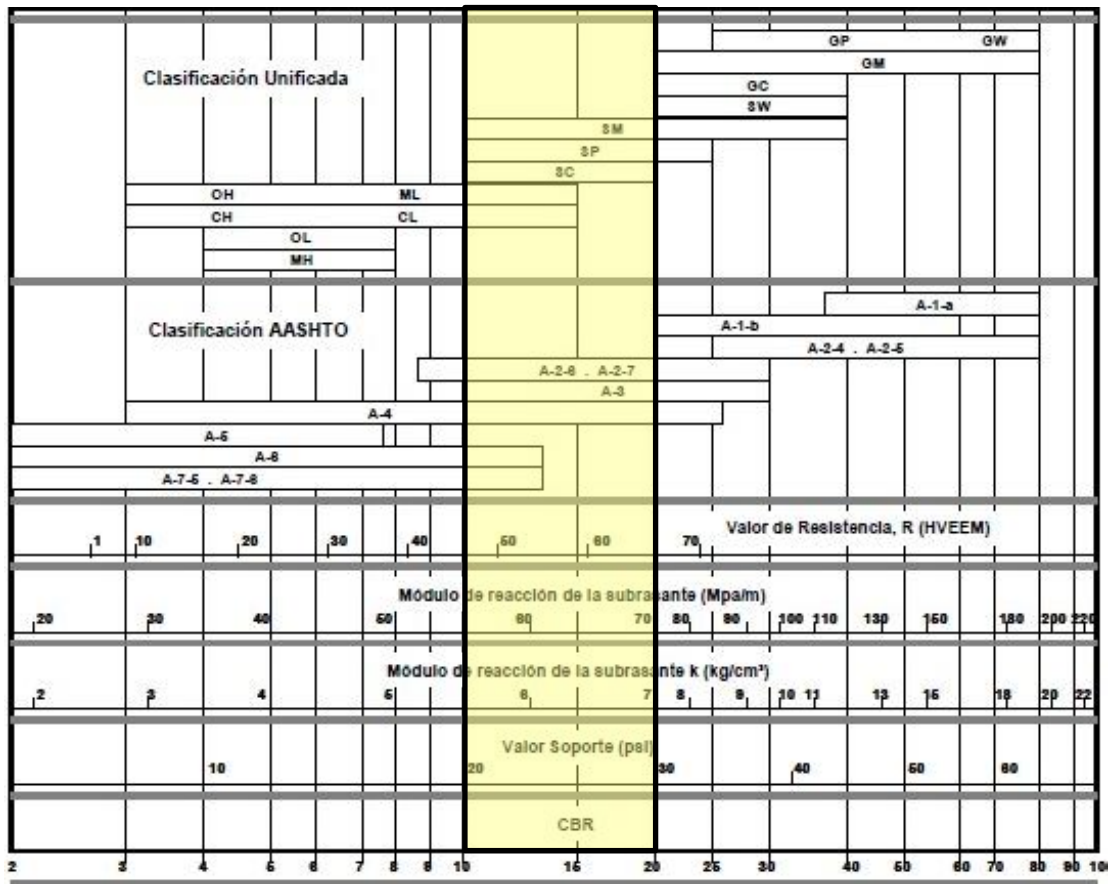 GP GW
GM
Clasificación Unificada
GC
SW
SM
SP
SC
OH ML
CH CL
OL
MH
A-1-a
Clasificación AASHTO
A-1-b
A-2-4 . A-2-5
A-2-6 . A-2-7
A-3
A-4
A-5
A-6
A-7-5 . A-7-6
Valor de Resistencia, R (HVEEM)
1 10 20 30 40 50 60 70
Módulo de reacción de la subrasante (Mpa/m)
20 30 40 50 60 70 80 90 100 110 130 150 180 200 220
Módulo de reacción de la subrasante k (kg/cm³)
2 3 4 5 6 7 8 9 10 11 13 15 18 20 22
Valor Soporte (psi)
10 20 30 40 50 60
CBR
2 3 4 5 6 7 8 9 10 15 20 25 30 40 50 60 70 80 90 100